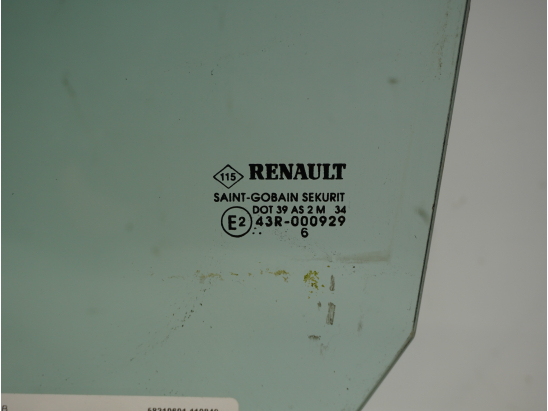 115 RENAULT
SAINT-GOBAIN SEKURIT
DOT 39 AS 2 M 34
E2 43R-000929
6